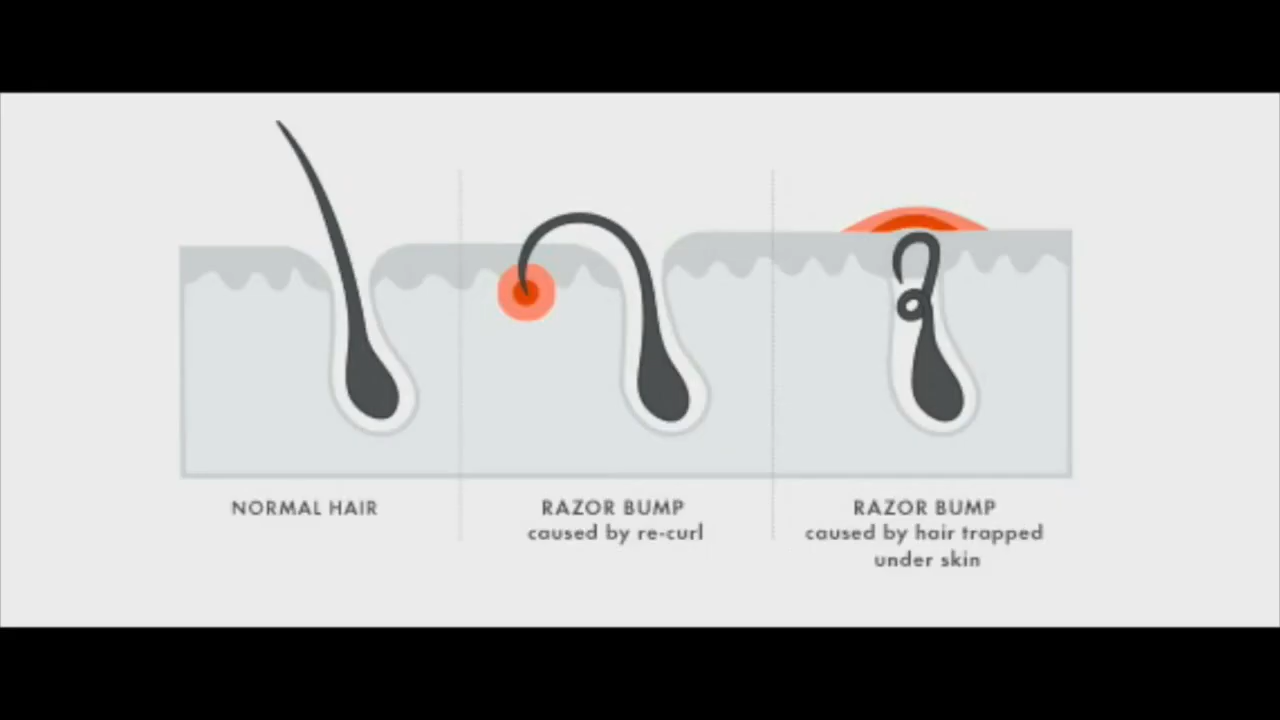 NORMAL HAIR
RAZOR BUMP
caused by re-curl
RAZOR BUMP
caused by hair trapped
under skin